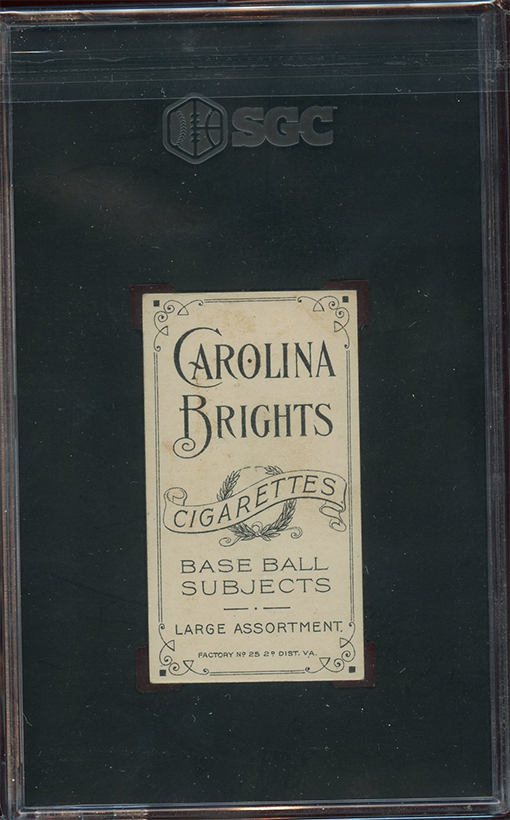 SGC
CAROLINA
BRIGHTS
CIGARETTES
BASE BALL
SUBJECTS
LARGE ASSORTMENT.
FACTORY Nº 25 2º DIST. VA.